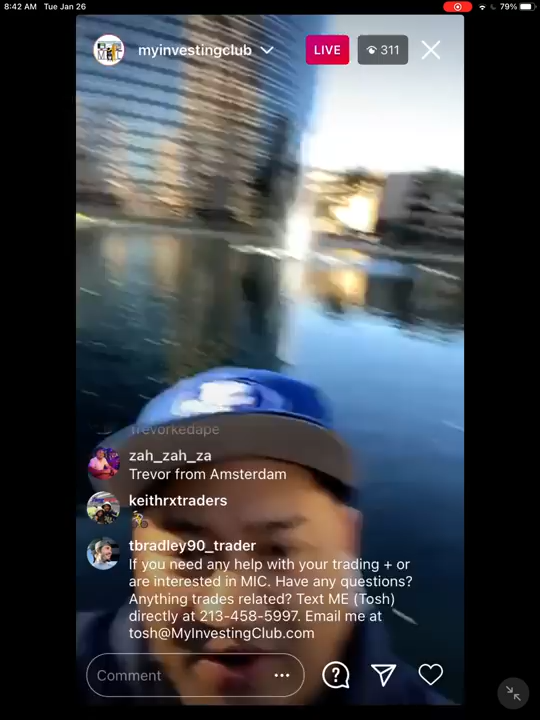 8:42 AM Tue Jan 26
79%
myinvestingclub
LIVE
311
trevorkedape
zah_zah_za
Trevor from Amsterdam
keithrxtraders
tbradley90_trader
If you need any help with your trading + or
are interested in MIC. Have any questions?
Anything trades related? Text ME (Tosh)
directly at 213-458-5997. Email me at
tosh@MyInvestingClub.com
Comment